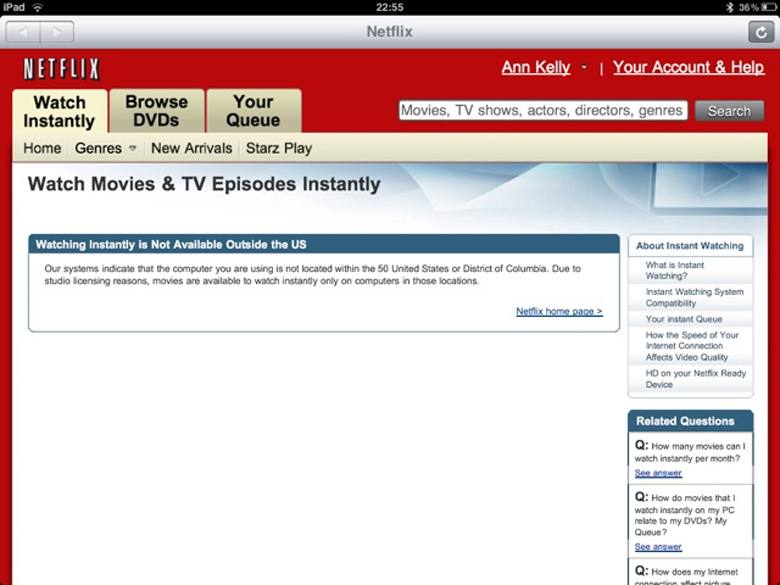 iPad 22:55 36%
Netflix
NETFLIX
Ann Kelly | Your Account & Help
Watch Instantly
Browse DVDs
Your Queue
Movies, TV shows, actors, directors, genres Search
Home Genres New Arrivals Starz Play
Watch Movies & TV Episodes Instantly
Watching Instantly is Not Available Outside the US
Our systems indicate that the computer you are using is not located within the 50 United States or District of Columbia. Due to
studio licensing reasons, movies are available to watch instantly only on computers in those locations.
Netflix home page >
About Instant Watching
What is Instant
Watching?
Instant Watching System
Compatibility
Your instant Queue
How the Speed of Your
Internet Connection
Affects Video Quality
HD on your Netflix Ready
Device
Related Questions
Q: How many movies can I
watch instantly per month?
See answer
Q: How do movies that I
watch instantly on my PC
relate to my DVDs? My
Queue?
See answer
Q: How does my Internet
connection affect picture